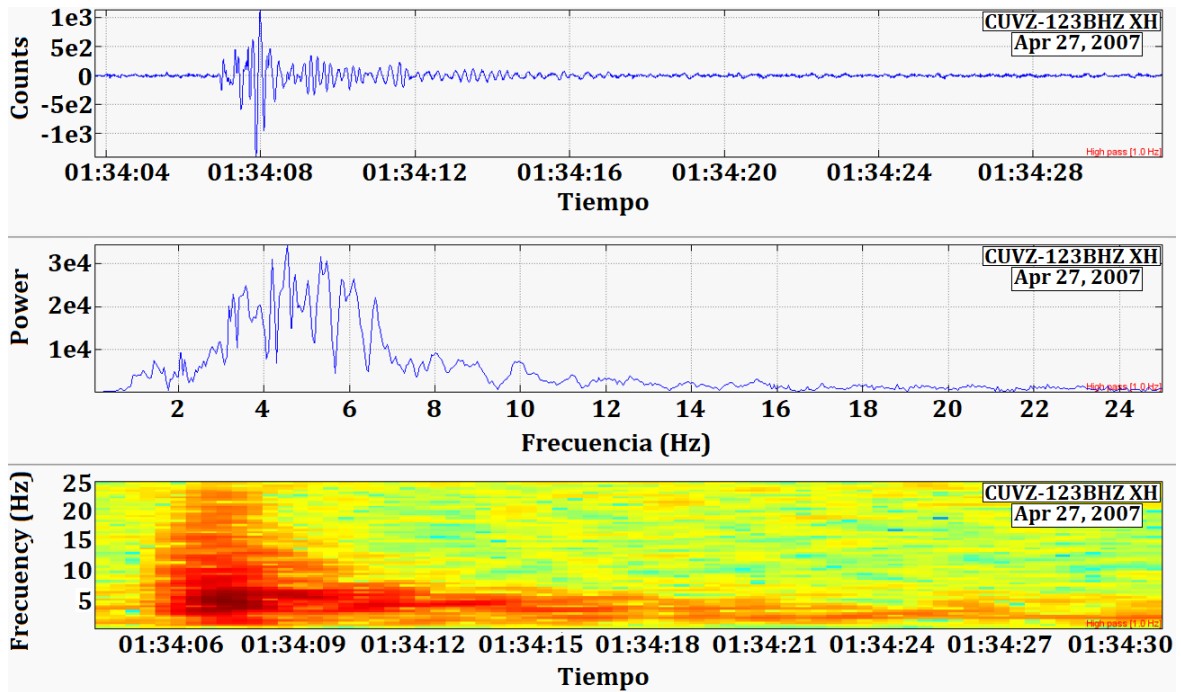 CUVZ-123BHZ XH
Apr 27, 2007
Counts
1e3
5e2
0
-5e2
-1e3
High pass [1.0 Hz]
01:34:04 01:34:08 01:34:12 01:34:16 01:34:20 01:34:24 01:34:28
Tiempo
CUVZ-123BHZ XH
Apr 27, 2007
Power
3e4
2e4
1e4
High pass [1.0 Hz]
2 4 6 8 10 12 14 16 18 20 22 24
Frecuencia (Hz)
CUVZ-123BHZ XH
Apr 27, 2007
Frecuency (Hz)
25
20
15
10
5
High pass [1.0 Hz]
01:34:06 01:34:09 01:34:12 01:34:15 01:34:18 01:34:21 01:34:24 01:34:27 01:34:30
Tiempo